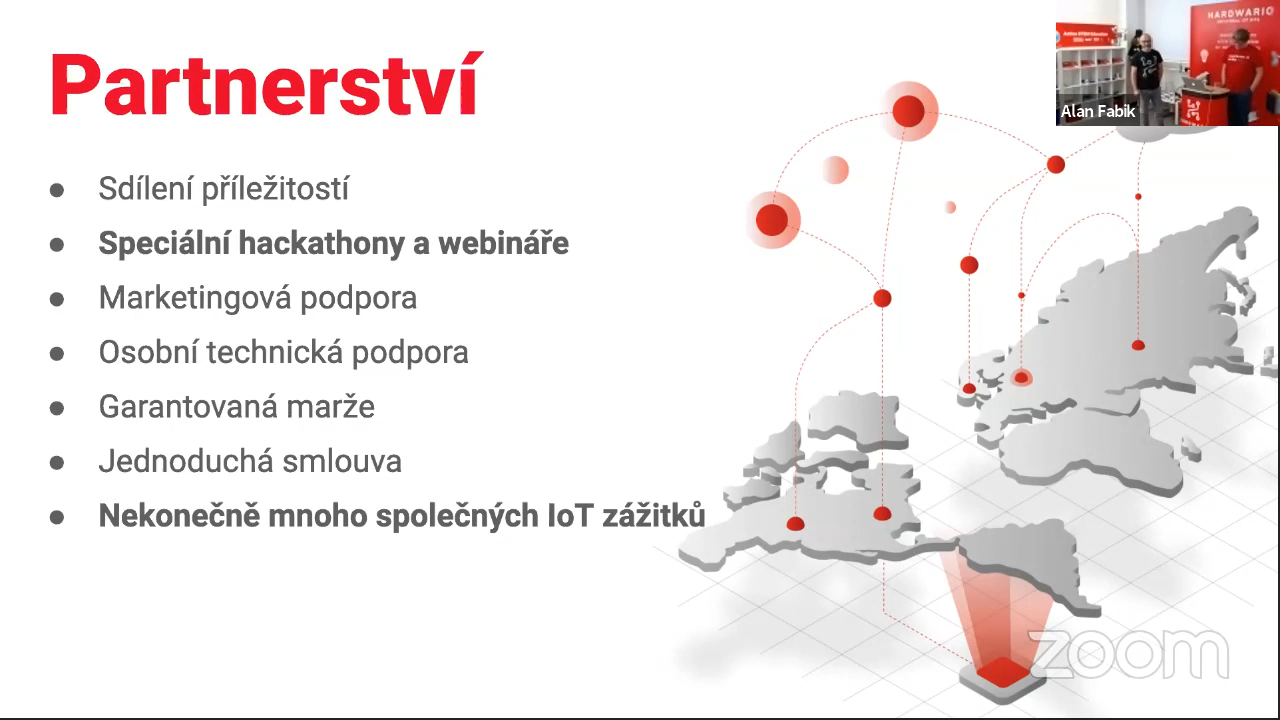 Partnerství
HARDWARIO
Alan Fabik
● Sdílení příležitostí
● Speciální hackathony a webináře
● Marketingová podpora
● Osobní technická podpora
● Garantovaná marže
● Jednoduchá smlouva
● Nekonečně mnoho společných IoT zážitků
zoom